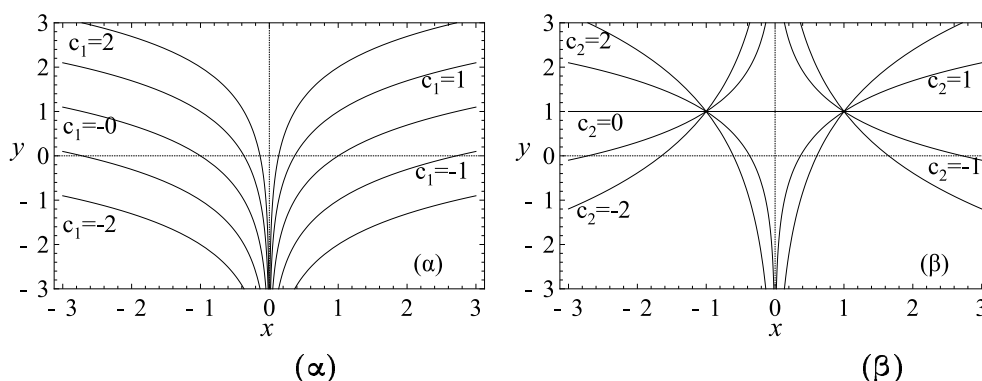 3
c₁=2
2
c₁=1
1
c₁=-0
y
0
c₁=-1
- 1
c₁=-2
- 2
(α)
- 3
- 3 - 2 - 1 0 1 2 3
x
(α)
3
c₂=2
2
c₂=1
1
c₂=0
y
0
c₂=-1
- 1
c₂=-2
- 2
(β)
- 3
- 3 - 2 - 1 0 1 2 3
x
(β)